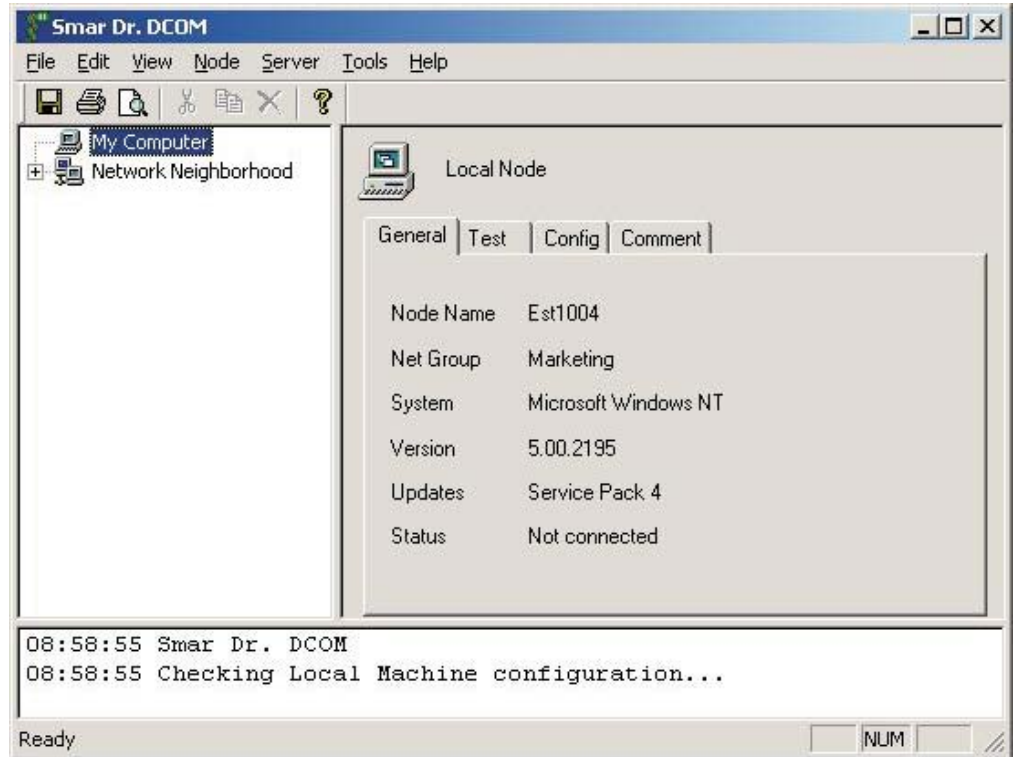 Smar Dr. DCOM
File Edit View Node Server Tools Help
My Computer
Network Neighborhood
Local Node
General Test Config Comment
Node Name Est1004
Net Group Marketing
System Microsoft Windows NT
Version 5.00.2195
Updates Service Pack 4
Status Not connected
08:58:55 Smar Dr. DCOM
08:58:55 Checking Local Machine configuration...
Ready NUM